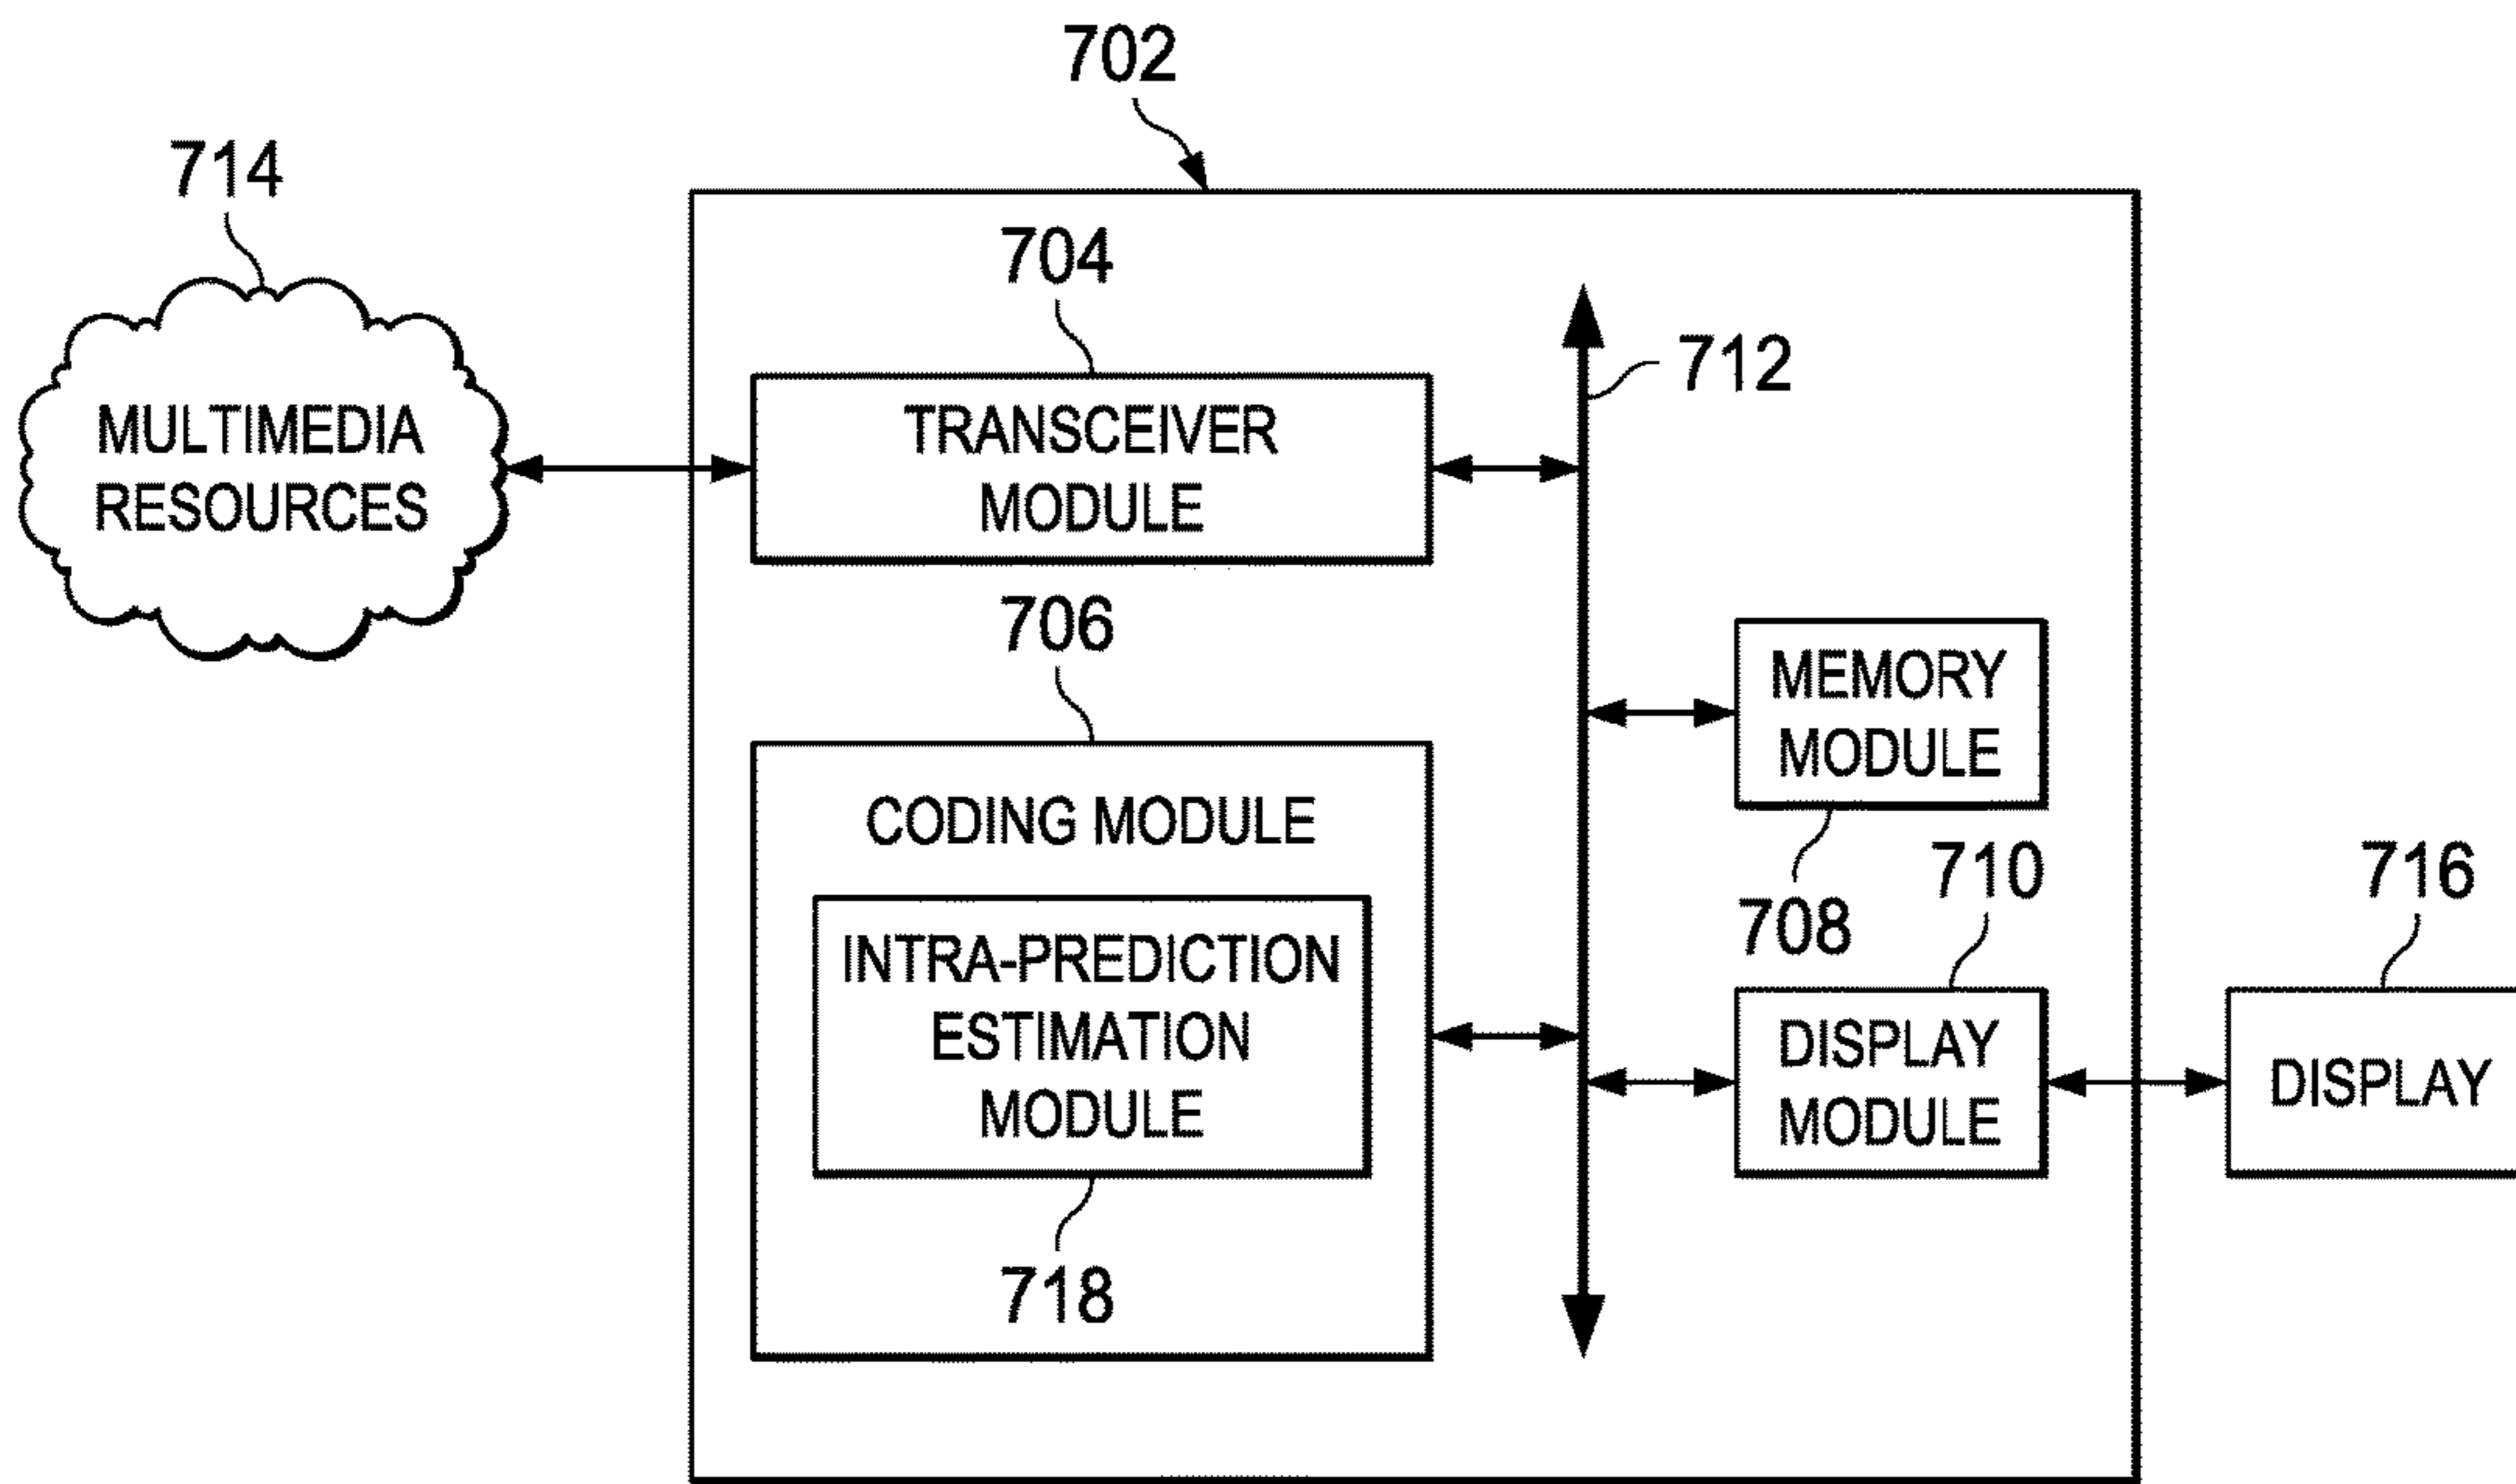 702
714
704
712
MULTIMEDIA
RESOURCES
TRANSCEIVER
MODULE
706
MEMORY
MODULE
CODING MODULE
708
710
716
INTRA-PREDICTION
ESTIMATION
MODULE
DISPLAY
MODULE
DISPLAY
718